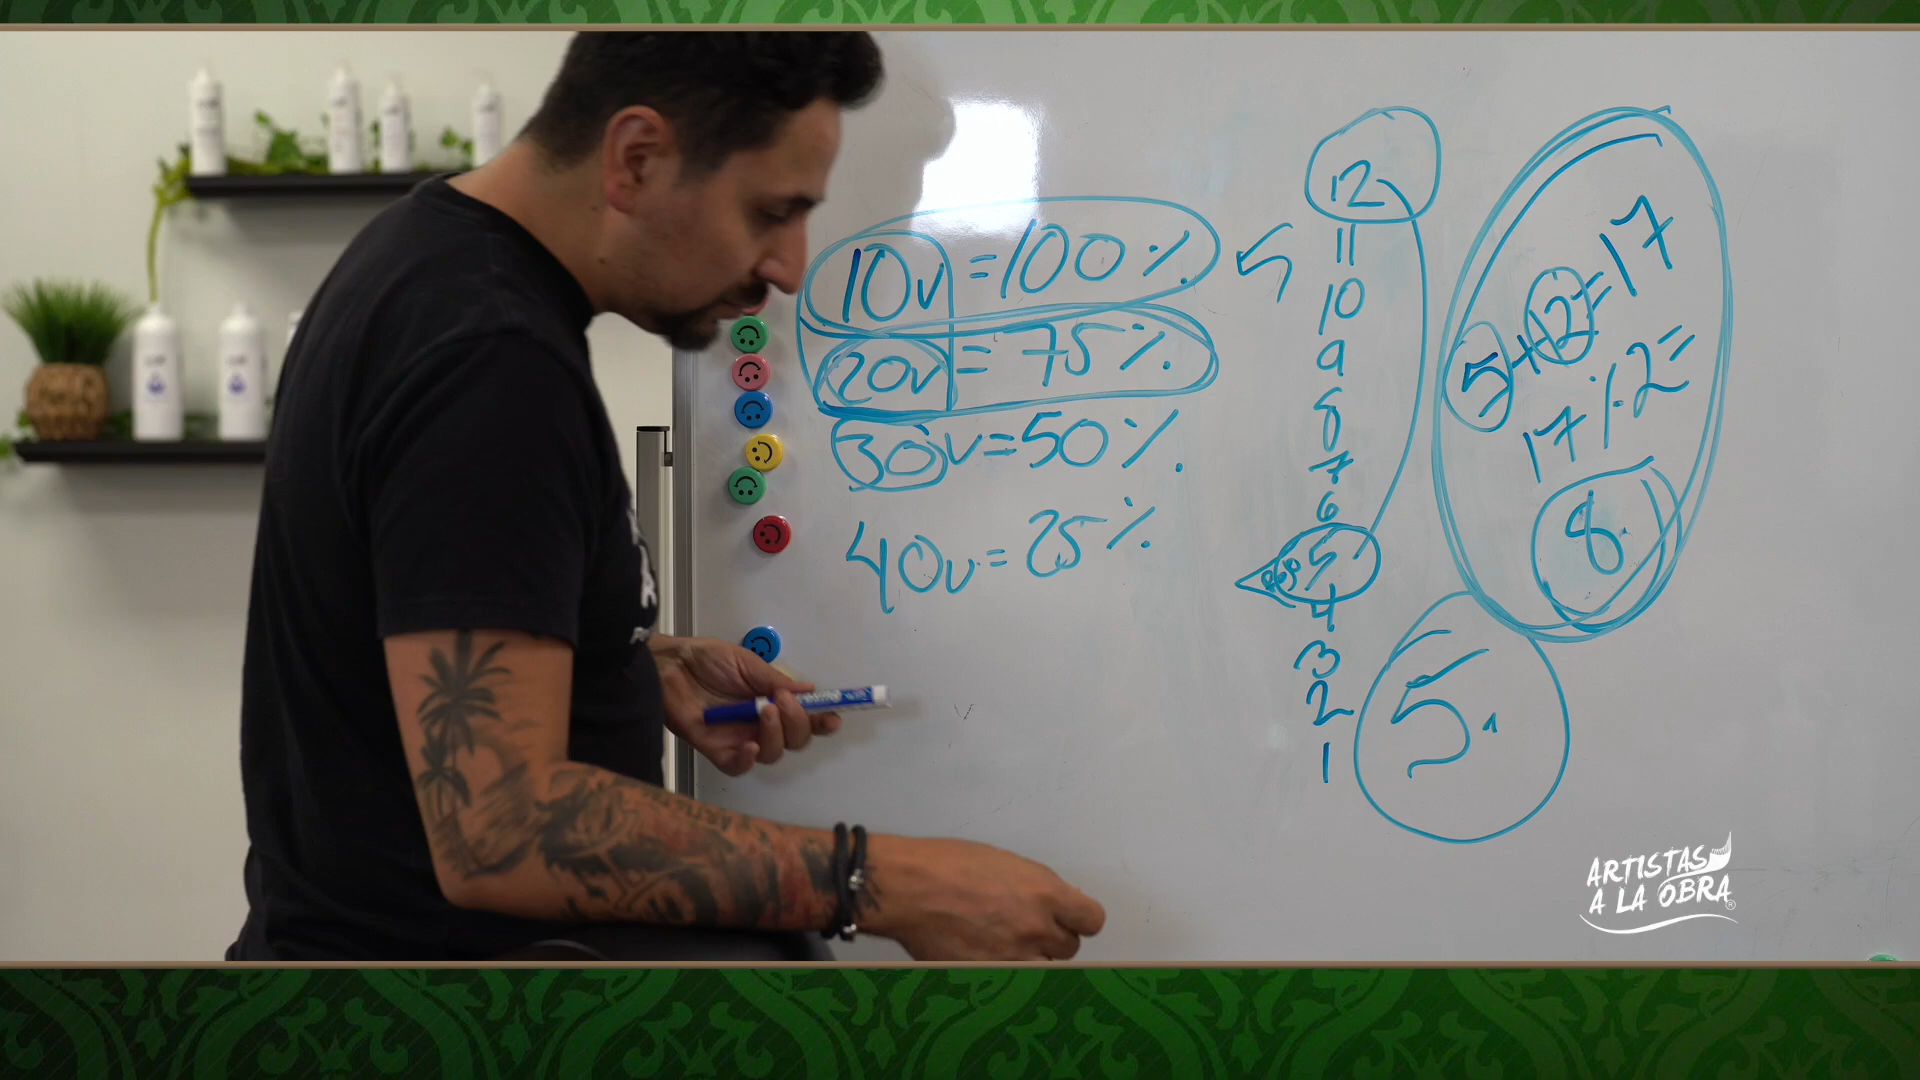 10v = 100 %.
20v = 75 %.
30v = 50 %.
40v = 25 %.
12
11
10
9
8
7
6
5
4
3
2
1
5 + 12 = 17
17 ÷ 2 =
8.
5.
ARTISTAS
A LA OBRA®